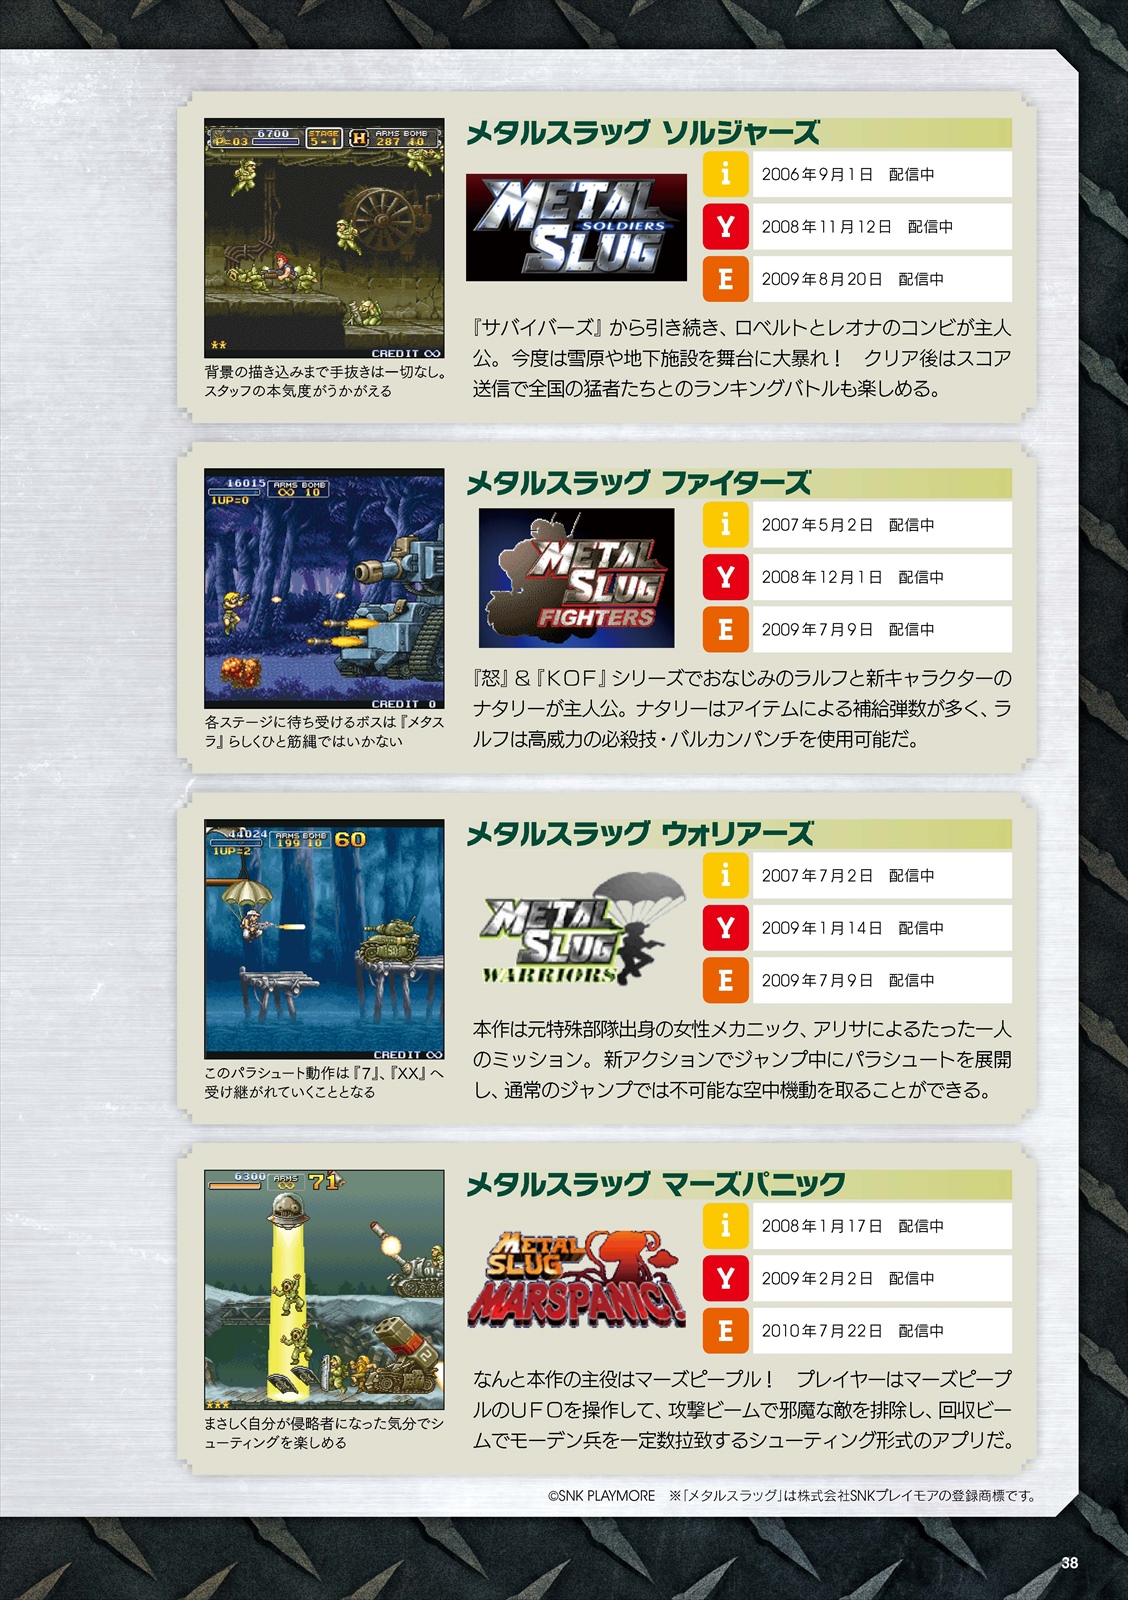 6700
P=03
STAGE
5-1
H
ARMS BOMB
287 40
CREDIT ∞
背景の描き込みまで手抜きは一切なし。
スタッフの本気度がうかがえる
メタルスラッグ ソルジャーズ
METAL
SOLDIERS
SLUG
i
2006年9月1日 配信中
Y
2008年11月12日 配信中
E
2009年8月20日 配信中
『サバイバーズ』から引き続き、ロベルトとレオナのコンビが主人
公。今度は雪原や地下施設を舞台に大暴れ! クリア後はスコア
送信で全国の猛者たちとのランキングバトルも楽しめる。
16015
1UP=0
ARMS BOMB
∞ 10
CREDIT 0
各ステージに待ち受けるボスは『メタス
ラ』らしくひと筋縄ではいかない
メタルスラッグ ファイターズ
METAL
SLUG
FIGHTERS
i
2007年5月2日 配信中
Y
2008年12月1日 配信中
E
2009年7月9日 配信中
『怒』&『KOF』シリーズでおなじみのラルフと新キャラクターの
ナタリーが主人公。ナタリーはアイテムによる補給弾数が多く、ラ
ルフは高威力の必殺技・バルカンパンチを使用可能だ。
44024
1UP=2
ARMS BOMB
199 10
60
CREDIT ∞
このパラシュート動作は『7』、『XX』へ
受け継がれていくこととなる
メタルスラッグ ウォリアーズ
METAL
SLUG
WARRIORS
i
2007年7月2日 配信中
Y
2009年1月14日 配信中
E
2009年7月9日 配信中
本作は元特殊部隊出身の女性メカニック、アリサによるたった一人
のミッション。新アクションでジャンプ中にパラシュートを展開
し、通常のジャンプでは不可能な空中機動を取ることができる。
6300
ARMS
∞
71
2
まさしく自分が侵略者になった気分でシ
ューティングを楽しめる
メタルスラッグ マーズパニック
METAL
SLUG
MARSPANIC!
i
2008年1月17日 配信中
Y
2009年2月2日 配信中
E
2010年7月22日 配信中
なんと本作の主役はマーズピープル! プレイヤーはマーズピープ
ルのUFOを操作して、攻撃ビームで邪魔な敵を排除し、回収ビー
ムでモーデン兵を一定数拉致するシューティング形式のアプリだ。
©SNK PLAYMORE ※「メタルスラッグ」は株式会社SNKプレイモアの登録商標です。
38